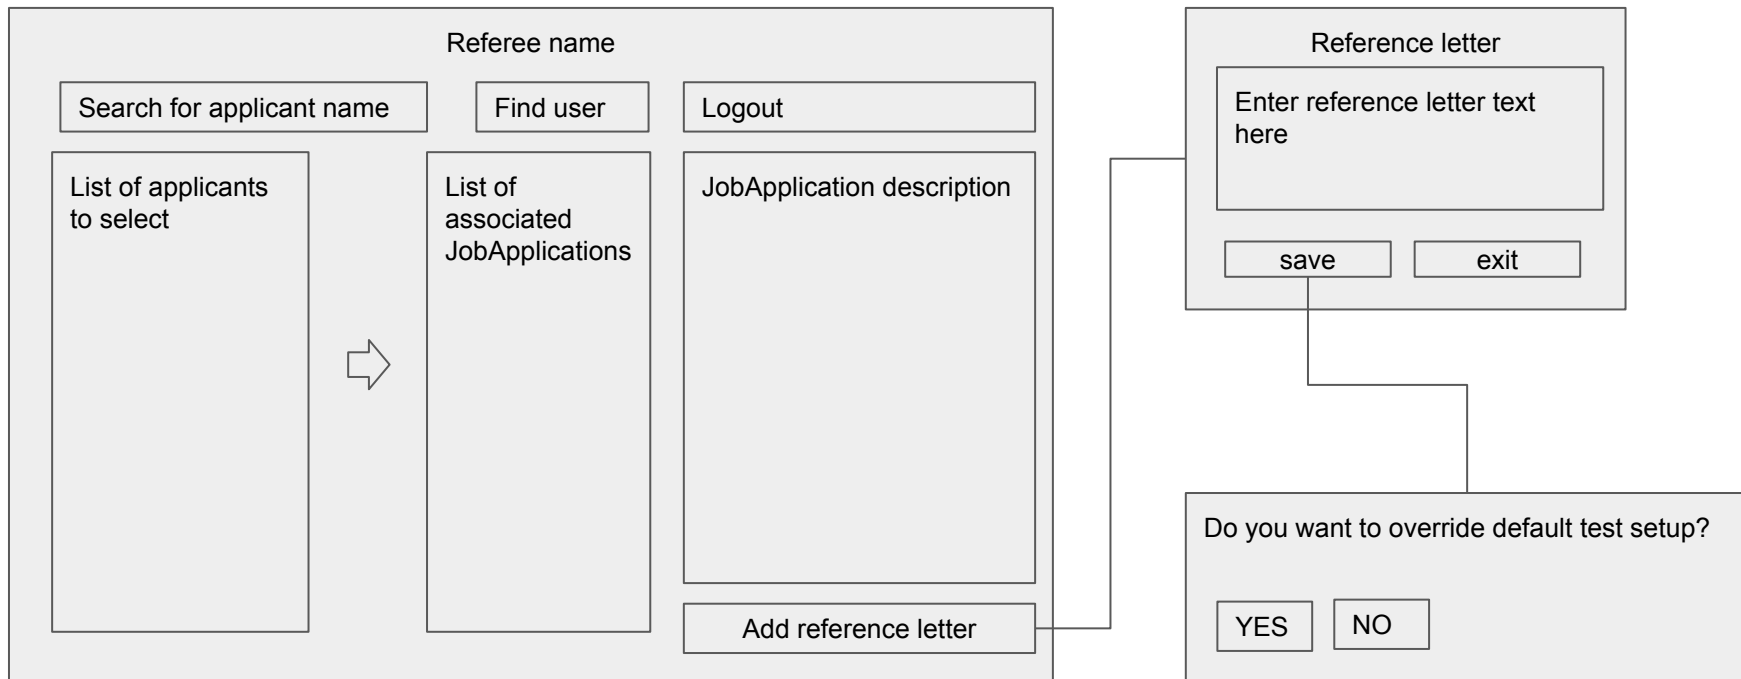 Referee name
Search for applicant name
Find user
Logout
List of applicants
to select
List of
associated
JobApplications
JobApplication description
Add reference letter
Reference letter
Enter reference letter text
here
save
exit
Do you want to override default test setup?
YES
NO